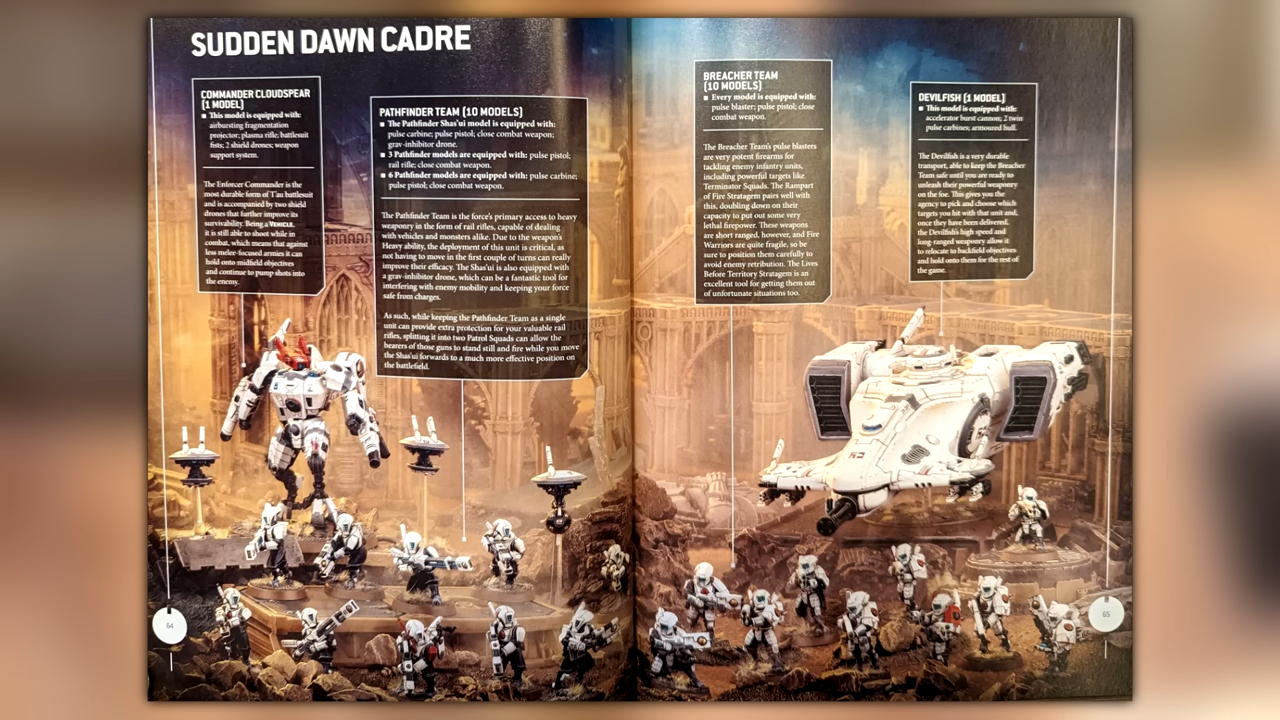 SUDDEN DAWN CADRE
COMMANDER CLOUDSPEAR
(1 MODEL)
■ This model is equipped with:
airbursting fragmentation
projector; plasma rifle; battlesuit
fists; 2 shield drones; weapon
support system.
The Enforcer Commander is the
most durable form of T'au battlesuit
and is accompanied by two shield
drones that further improve its
survivability. Being a VEHICLE,
it is still able to shoot while in
combat, which means that against
less melee-focused armies it can
hold onto midfield objectives
and continue to pump shots into
the enemy.
PATHFINDER TEAM (10 MODELS)
■ The Pathfinder Shas'ui model is equipped with:
pulse carbine; pulse pistol; close combat weapon;
grav-inhibitor drone.
■ 3 Pathfinder models are equipped with: pulse pistol;
rail rifle; close combat weapon.
■ 6 Pathfinder models are equipped with: pulse carbine;
pulse pistol; close combat weapon.
The Pathfinder Team is the force's primary access to heavy
weaponry in the form of rail rifles, capable of dealing
with vehicles and monsters alike. Due to the weapon's
Heavy ability, the deployment of this unit is critical, as
not having to move in the first couple of turns can really
improve their efficacy. The Shas'ui is also equipped with
a grav-inhibitor drone, which can be a fantastic tool for
interfering with enemy mobility and keeping your force
safe from charges.
As such, while keeping the Pathfinder Team as a single
unit can provide extra protection for your valuable rail
rifles, splitting it into two Patrol Squads can allow the
bearers of those guns to stand still and fire while you move
the Shas'ui forwards to a much more effective position on
the battlefield.
64
BREACHER TEAM
(10 MODELS)
■ Every model is equipped with:
pulse blaster; pulse pistol; close
combat weapon.
The Breacher Team's pulse blasters
are very potent firearms for
tackling enemy infantry units,
including powerful targets like
Terminator Squads. The Rampart
of Fire Stratagem pairs well with
this, doubling down on their
capacity to put out some very
lethal firepower. These weapons
are short ranged, however, and Fire
Warriors are quite fragile, so be
sure to position them carefully to
avoid enemy retribution. The Lives
Before Territory Stratagem is an
excellent tool for getting them out
of unfortunate situations too.
DEVILFISH (1 MODEL)
■ This model is equipped with:
accelerator burst cannon; 2 twin
pulse carbines; armoured hull.
The Devilfish is a very durable
transport, able to keep the Breacher
Team safe until you are ready to
unleash their powerful weaponry
on the foe. This gives you the
agency to pick and choose which
targets you hit with that unit and,
once they have been delivered,
the Devilfish's high speed and
long-ranged weaponry allow it
to relocate to backfield objectives
and hold onto them for the rest of
the game.
65